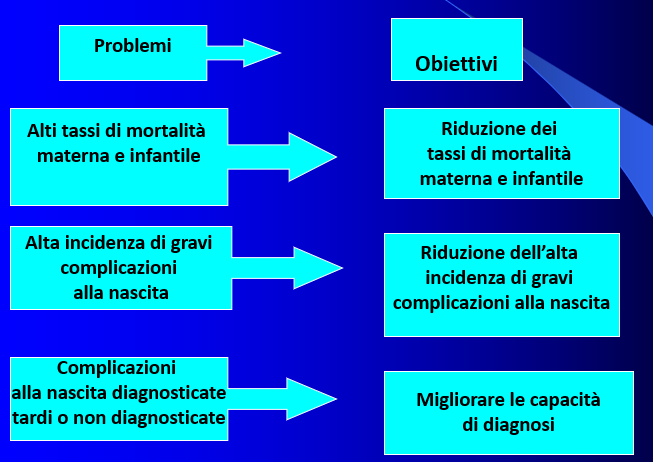 Problemi
Obiettivi
Alti tassi di mortalità
materna e infantile
Riduzione dei
tassi di mortalità
materna e infantile
Alta incidenza di gravi
complicazioni
alla nascita
Riduzione dell’alta
incidenza di gravi
complicazioni alla nascita
Complicazioni
alla nascita diagnosticate
tardi o non diagnosticate
Migliorare le capacità
di diagnosi